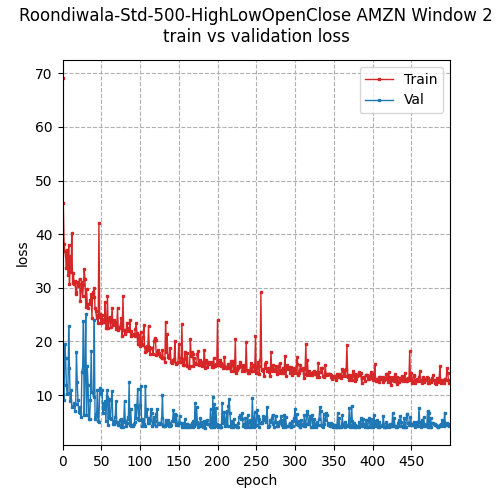 Roondiwala-Std-500-HighLowOpenClose AMZN Window 2
train vs validation loss
Train
Val
70
60
50
40
30
20
10
loss
0 50 100 150 200 250 300 350 400 450
epoch